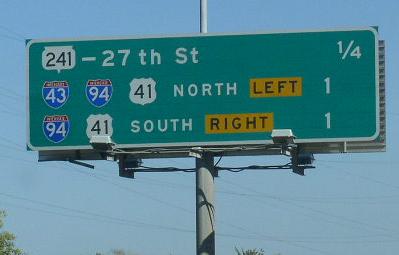 241 - 27th St 1/4
43 94 41 NORTH LEFT 1
94 41 SOUTH RIGHT 1